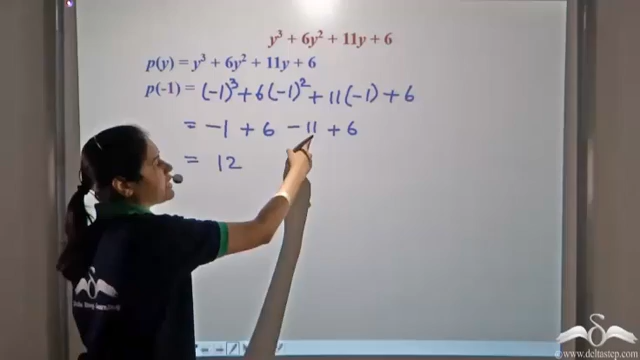 y³ + 6y² + 11y + 6
p(y) = y³ + 6y² + 11y + 6
p(-1) = (-1)³ + 6(-1)² + 11(-1) + 6
= -1 + 6 - 11 + 6
= 12
©www.deltastep.com